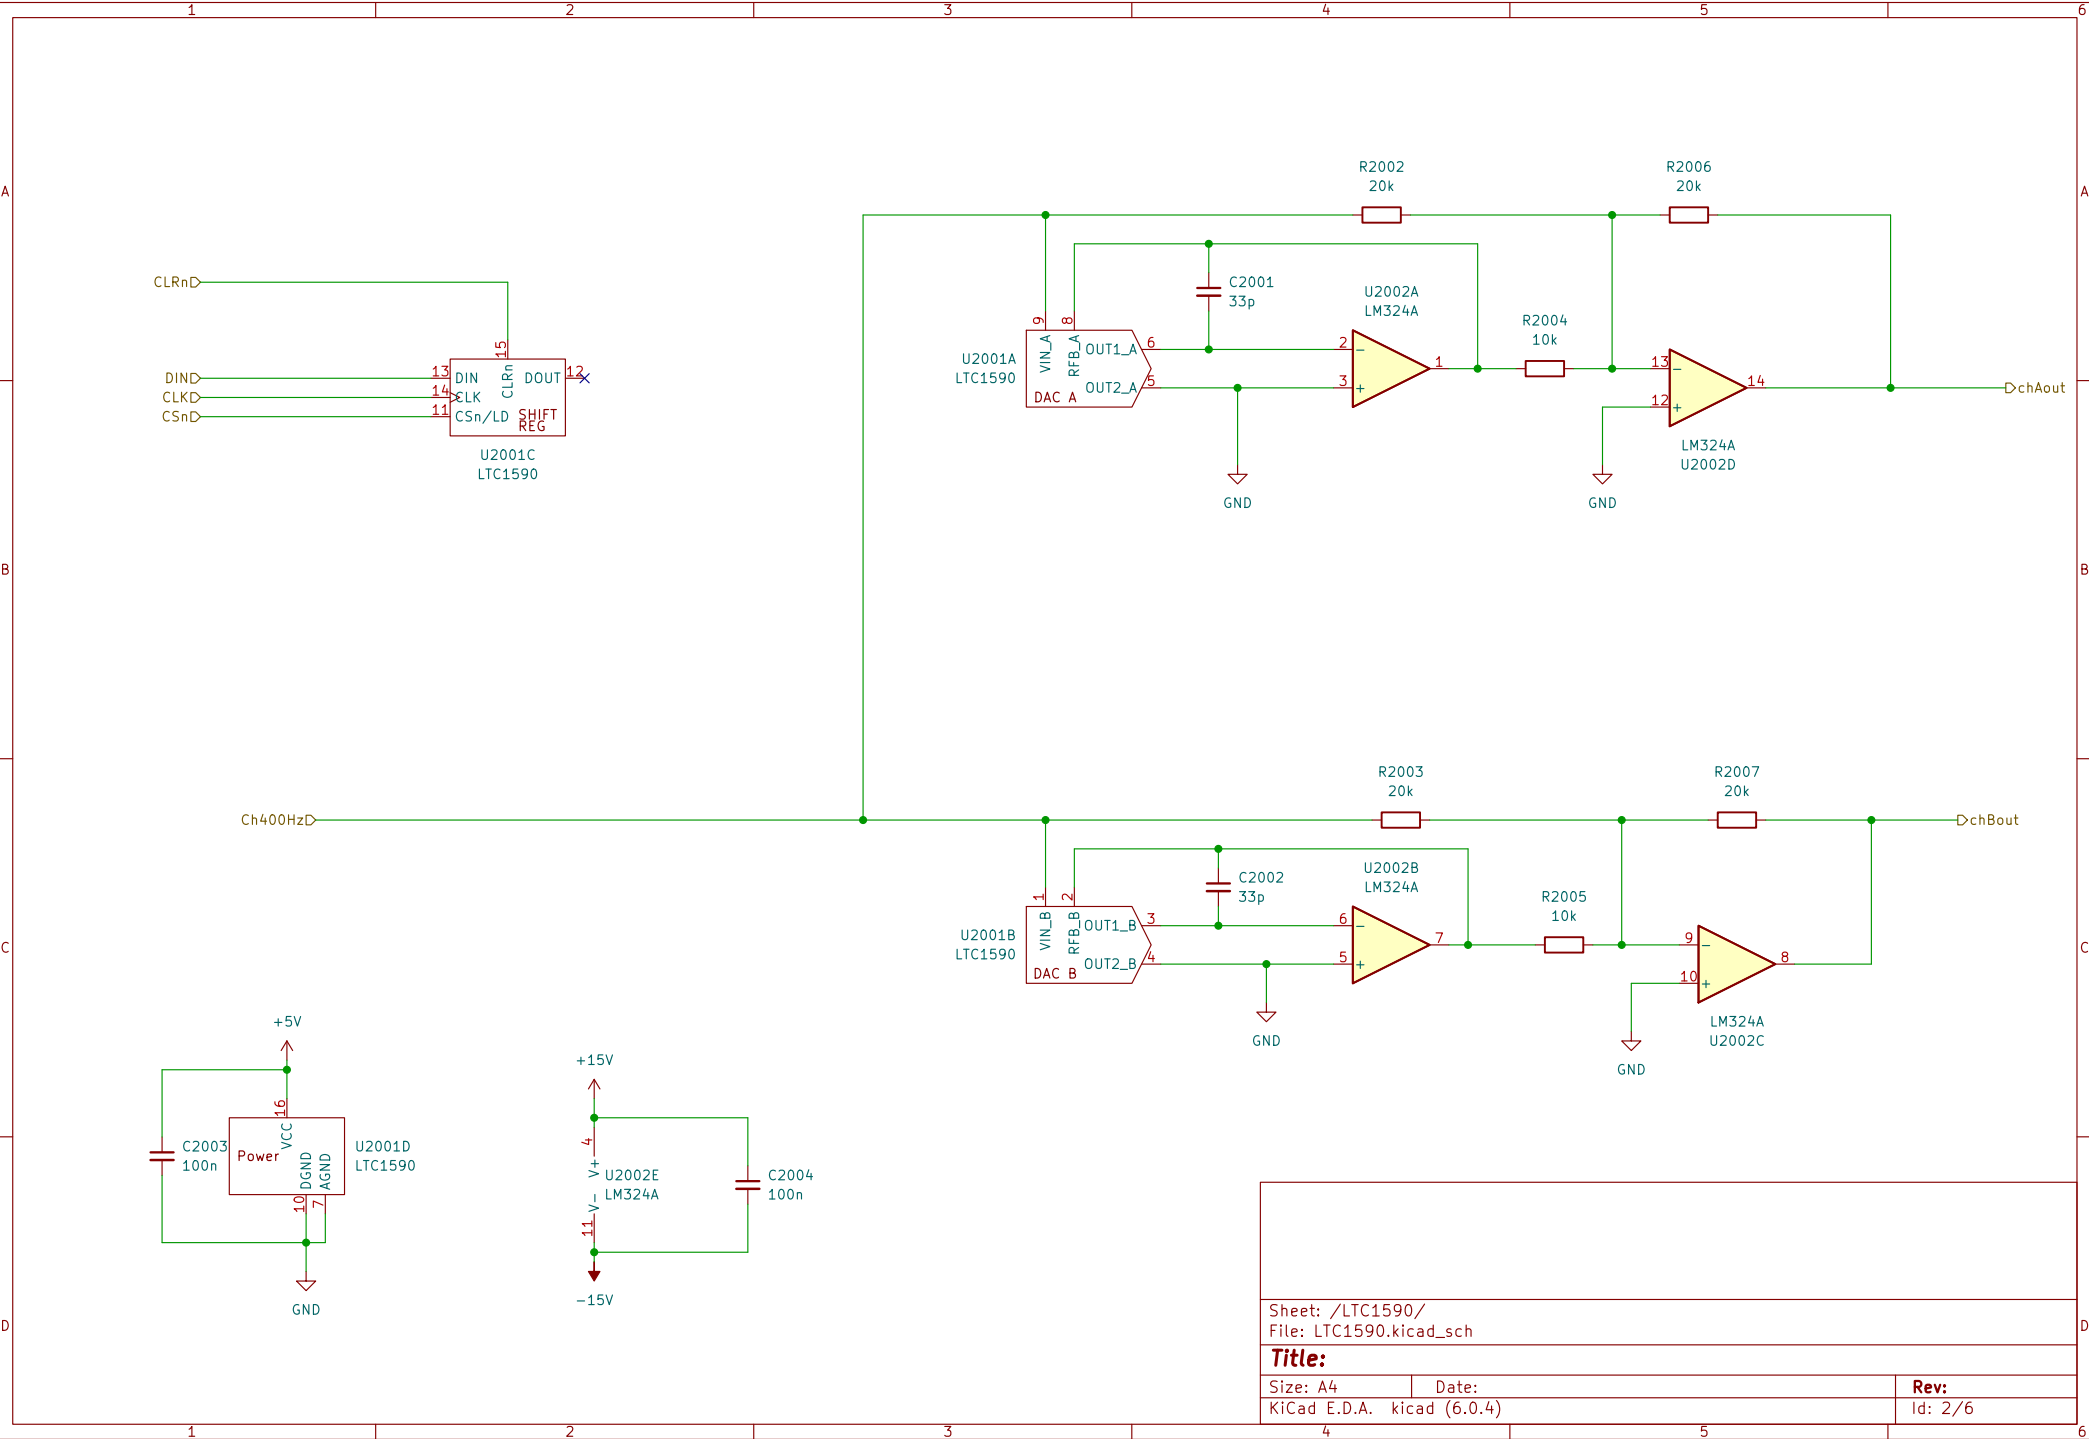 1 2 3 4 5 6
A
B
C
D
A
B
C
D
1 2 3 4 5 6
CLRn
DIN
CLK
CSn
15
CLRn
13 DIN
14 CLK
11 CSn/LD
DOUT 12
SHIFT
REG
U2001C
LTC1590
R2002
20k
R2006
20k
C2001
33p
U2002A
LM324A
R2004
10k
U2001A
LTC1590
9 VIN_A
8 RFB_A
OUT1_A 6
OUT2_A 5
DAC A
2 −
3 +
1
13 −
12 +
14
chAout
LM324A
U2002D
GND
GND
Ch400Hz
R2003
20k
R2007
20k
chBout
C2002
33p
U2002B
LM324A
R2005
10k
U2001B
LTC1590
1 VIN_B
2 RFB_B
OUT1_B 3
OUT2_B 4
DAC B
6 −
5 +
7
9 −
10 +
8
LM324A
U2002C
GND
GND
+5V
16
VCC
C2003
100n
Power
DGND
AGND
10
7
U2001D
LTC1590
GND
+15V
4
V+
U2002E
LM324A
V−
11
−15V
C2004
100n
Sheet: /LTC1590/
File: LTC1590.kicad_sch
Title:
Size: A4 Date:
Rev:
KiCad E.D.A. kicad (6.0.4)
Id: 2/6